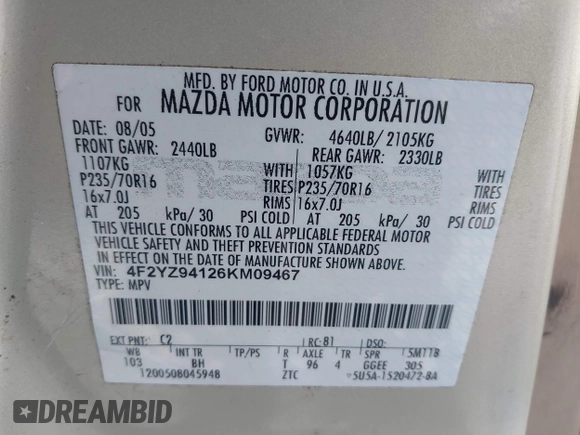 MFD. BY FORD MOTOR CO. IN U.S.A.
FOR MAZDA MOTOR CORPORATION
DATE: 08/05 GVWR: 4640LB/ 2105KG
FRONT GAWR: 2440LB REAR GAWR: 2330LB
1107KG WITH 1057KG WITH
P235/70R16 TIRES P235/70R16 TIRES
16x7.0J RIMS 16x7.0J RIMS
AT 205 kPa/ 30 PSI COLD AT 205 kPa/ 30 PSI COLD
THIS VEHICLE CONFORMS TO ALL APPLICABLE FEDERAL MOTOR
VEHICLE SAFETY AND THEFT PREVENTION STANDARDS
IN EFFECT ON THE DATE OF MANUFACTURE SHOWN ABOVE.
VIN: 4F2YZ94126KM09467
TYPE: MPV
EXT PNT: C2 RC: 81 DSO:
WB INT TR TP/PS R AXLE TR SPR 5MT1B
103 BH T 96 4 GGEE 305
1200508045948 ZTC SU5A-1520472-BA
DREAMBID